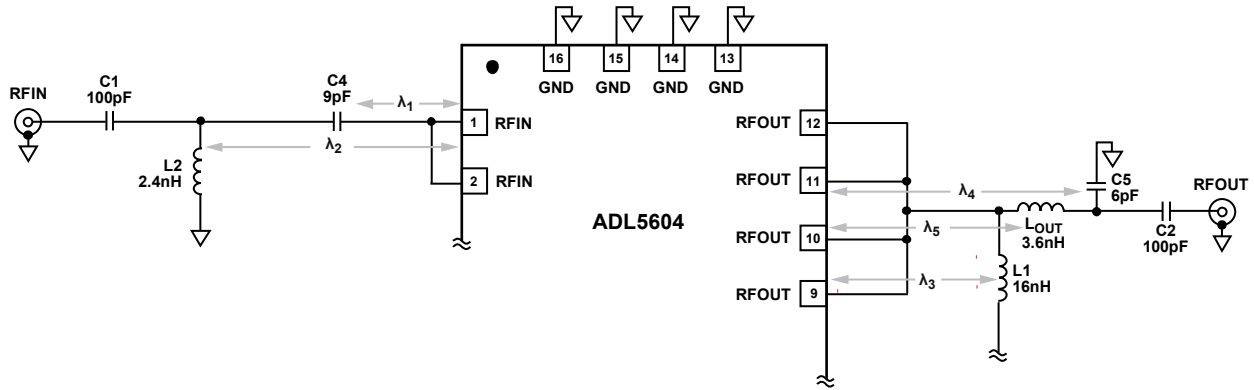 16
15
14
13
GND
GND
GND
GND
RFIN
C1
100pF
C4
9pF
λ1
1
RFIN
λ2
L2
2.4nH
2
RFIN
ADL5604
RFOUT
12
RFOUT
11
RFOUT
10
RFOUT
9
λ4
λ5
λ3
LOUT
3.6nH
L1
16nH
C5
6pF
C2
100pF
RFOUT